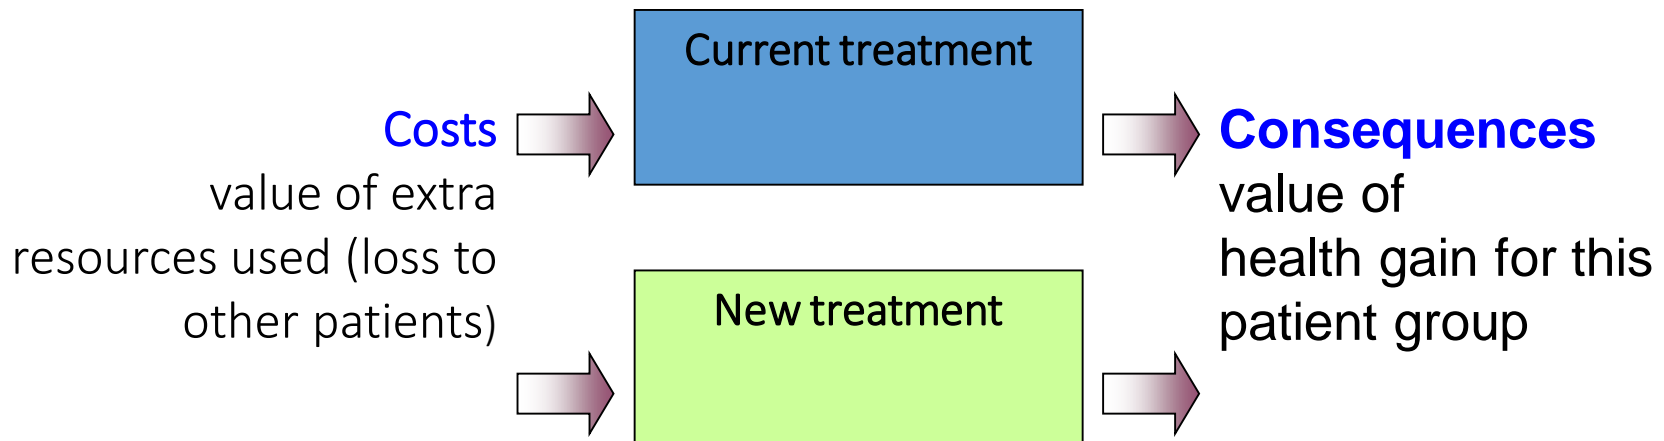 Current treatment
Costs
value of extra
resources used (loss to
other patients)
New treatment
Consequences
value of
health gain for this
patient group